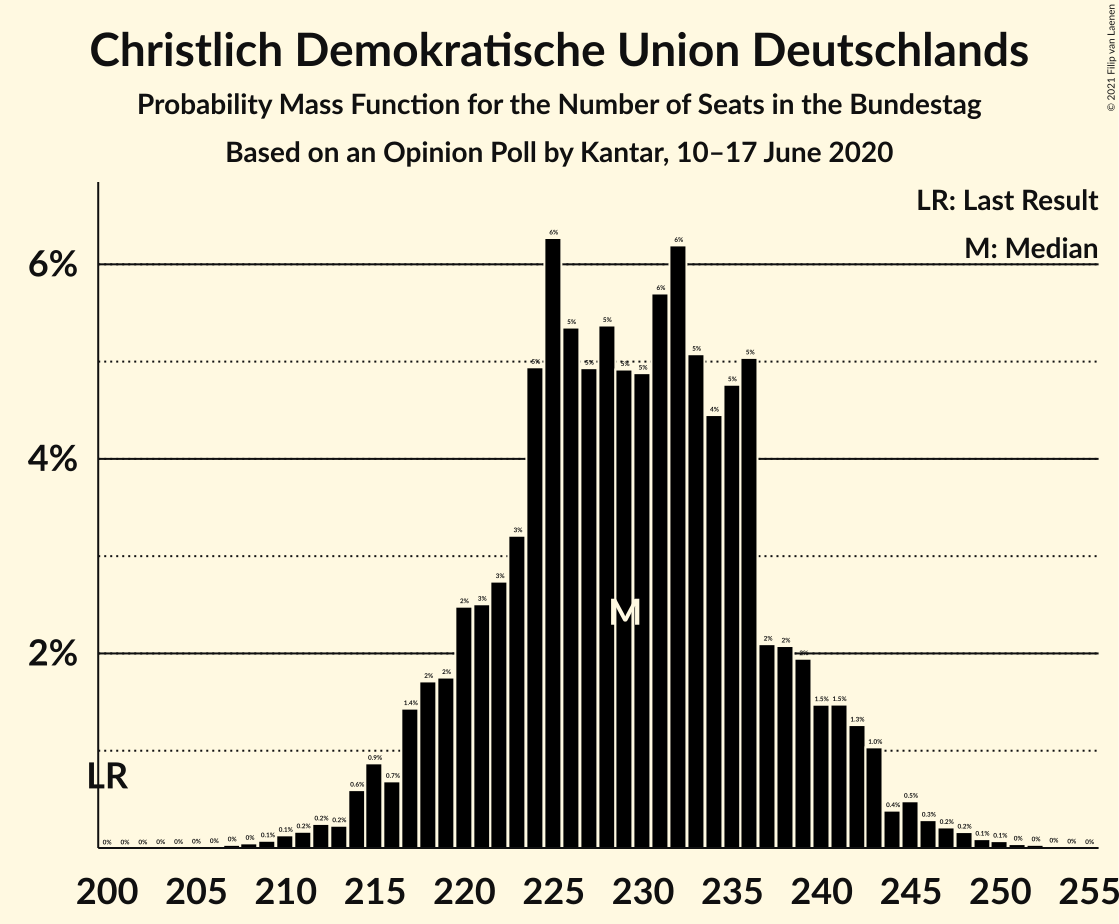 Christlich Demokratische Union Deutschlands
© 2021 Filip van Laenen
Probability Mass Function for the Number of Seats in the Bundestag
Based on an Opinion Poll by Kantar, 10–17 June 2020
LR: Last Result
M: Median
6%
4%
2%
0% 0% 0% 0% 0% 0% 0% 0% 0% 0.1% 0.1% 0.2% 0.2% 0.2% 0.6% 0.9% 0.7% 1.4% 2% 2% 2% 3% 3% 3% 5% 6% 5% 5% 5% 5% 5% 6% 6% 5% 4% 5% 5% 2% 2% 2% 1.5% 1.5% 1.3% 1.0% 0.4% 0.5% 0.3% 0.2% 0.2% 0.1% 0.1% 0% 0% 0% 0% 0%
M
LR
200 205 210 215 220 225 230 235 240 245 250 255